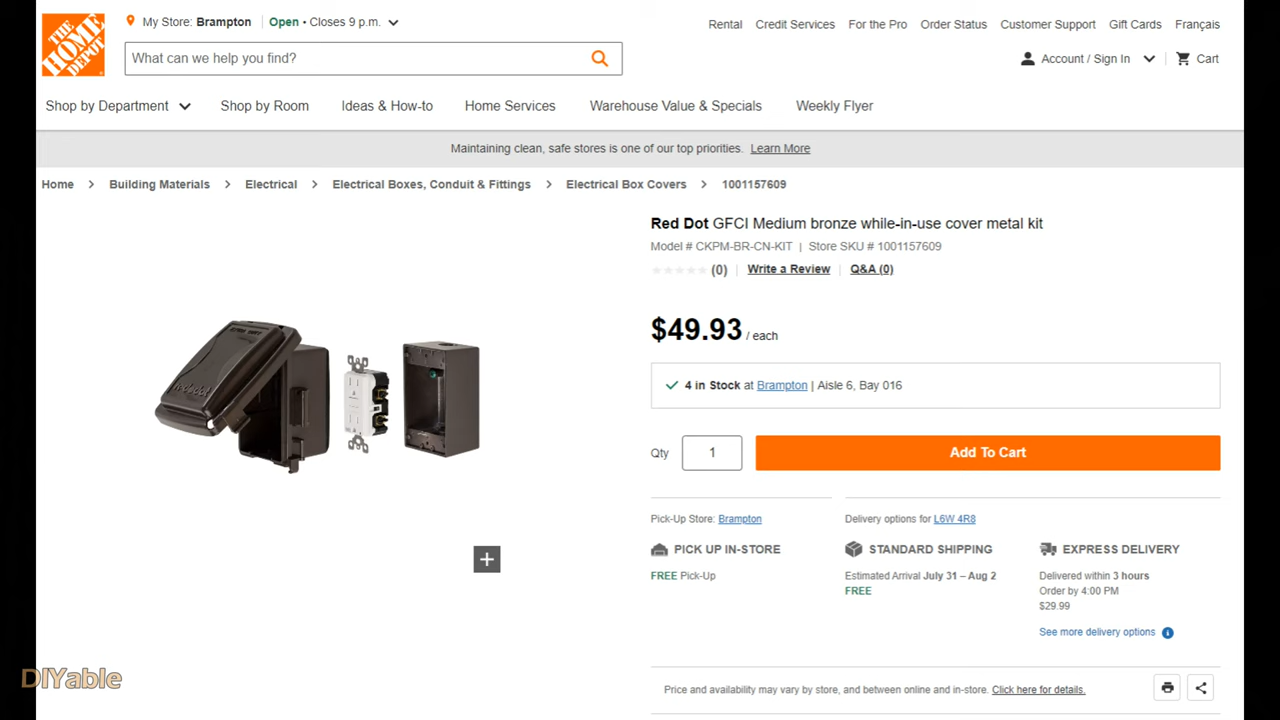 THE HOME DEPOT
My Store: Brampton
Open • Closes 9 p.m.
Rental Credit Services For the Pro Order Status Customer Support Gift Cards Français
What can we help you find?
Account / Sign In Cart
Shop by Department Shop by Room Ideas & How-to Home Services Warehouse Value & Specials Weekly Flyer
Maintaining clean, safe stores is one of our top priorities. Learn More
Home > Building Materials > Electrical > Electrical Boxes, Conduit & Fittings > Electrical Box Covers > 1001157609
Red Dot GFCI Medium bronze while-in-use cover metal kit
Model # CKPM-BR-CN-KIT | Store SKU # 1001157609
(0) Write a Review Q&A (0)
$49.93 / each
4 in Stock at Brampton | Aisle 6, Bay 016
Qty 1 Add To Cart
Pick-Up Store: Brampton
Delivery options for L6W 4R8
PICK UP IN-STORE
FREE Pick-Up
STANDARD SHIPPING
Estimated Arrival July 31 – Aug 2
FREE
EXPRESS DELIVERY
Delivered within 3 hours
Order by 4:00 PM
$29.99
See more delivery options
Price and availability may vary by store, and between online and in-store. Click here for details.
DIYable